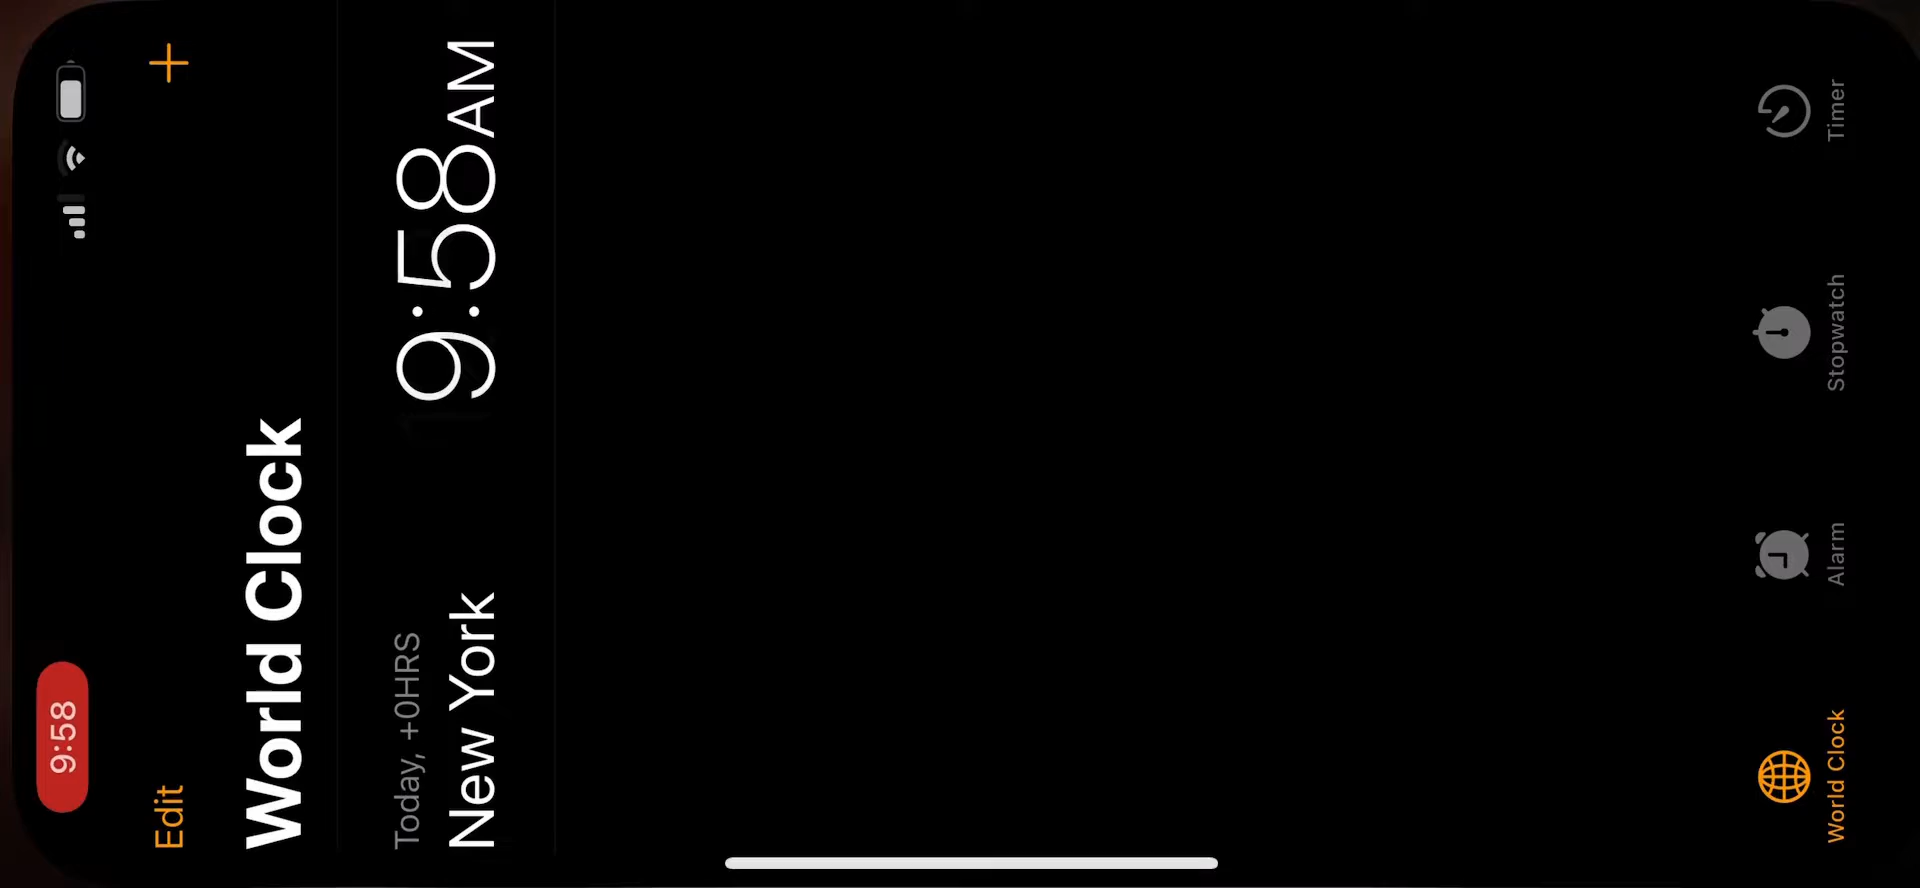 9:58
Edit
World Clock
Today, +0HRS
New York
9:58AM
World Clock
Alarm
Stopwatch
Timer